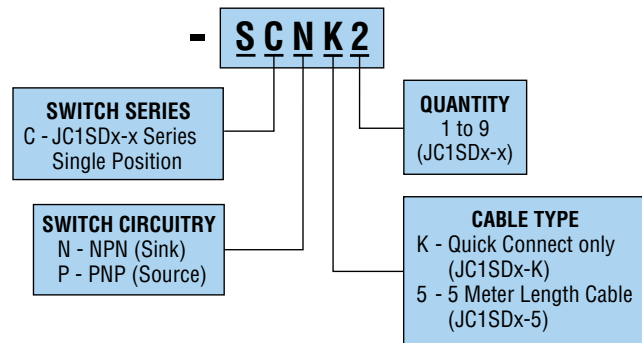 - SCNK2
SWITCH SERIES
C - JC1SDx-x Series
Single Position
QUANTITY
1 to 9
(JC1SDx-x)
SWITCH CIRCUITRY
N - NPN (Sink)
P - PNP (Source)
CABLE TYPE
K - Quick Connect only
(JC1SDx-K)
5 - 5 Meter Length Cable
(JC1SDx-5)